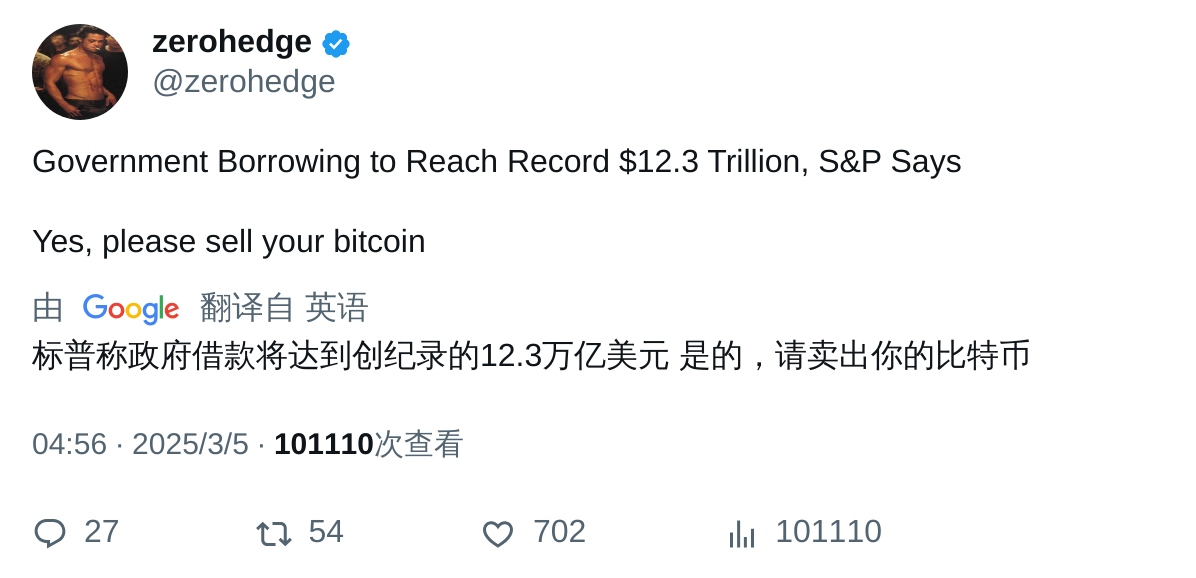 zerohedge
@zerohedge
Government Borrowing to Reach Record $12.3 Trillion, S&P Says
Yes, please sell your bitcoin
由 Google 翻译自 英语
标普称政府借款将达到创纪录的12.3万亿美元 是的，请卖出你的比特币
04:56 · 2025/3/5 · 101110次查看
27 54 702 101110